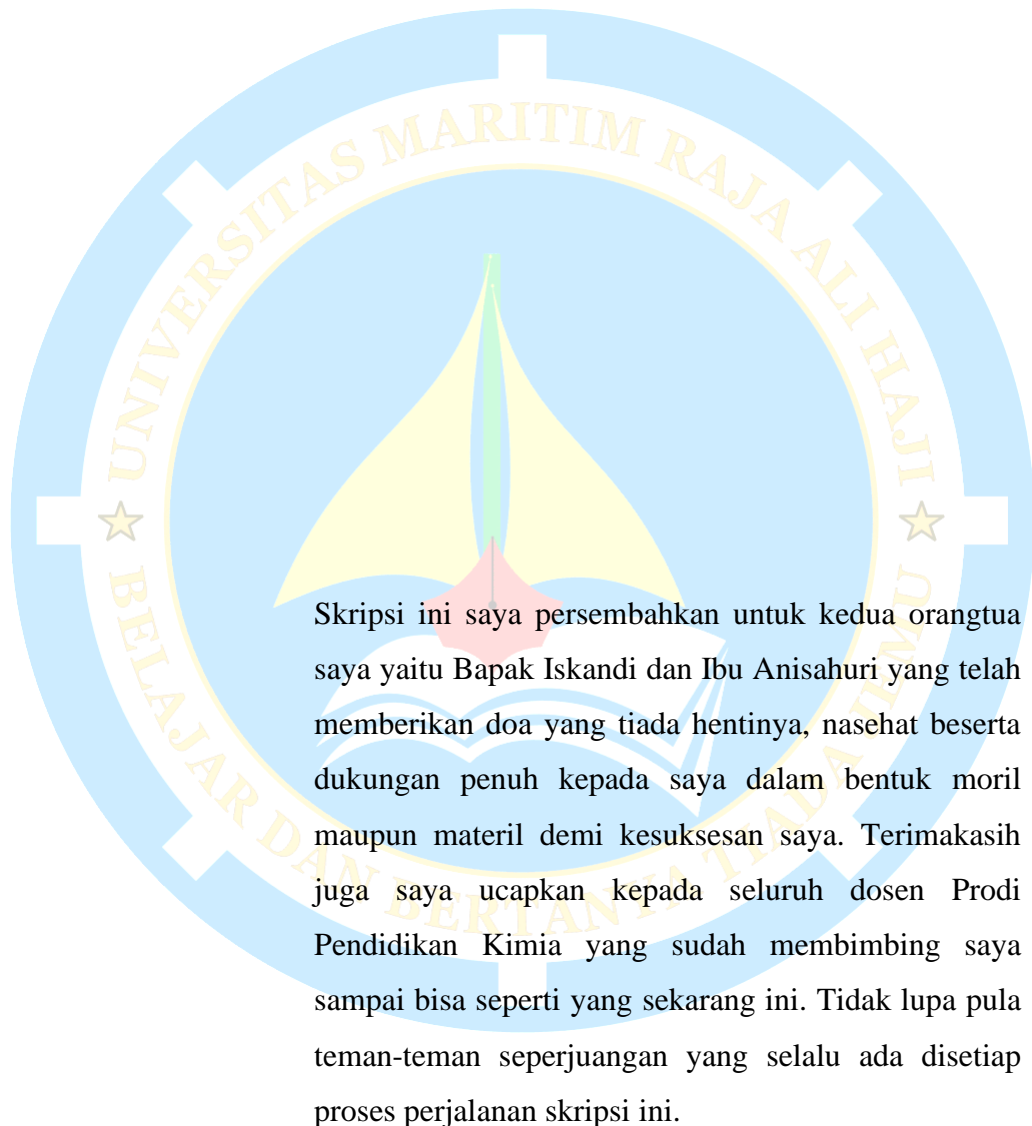 UNIVERSITAS MARITIM RAJA ALI HAJI
BELAJAR DAN BERTANYA TIADA JEMU
Skripsi ini saya persembahkan untuk kedua orangtua
saya yaitu Bapak Iskandi dan Ibu Anisahuri yang telah
memberikan doa yang tiada hentinya, nasehat beserta
dukungan penuh kepada saya dalam bentuk moril
maupun materil demi kesuksesan saya. Terimakasih
juga saya ucapkan kepada seluruh dosen Prodi
Pendidikan Kimia yang sudah membimbing saya
sampai bisa seperti yang sekarang ini. Tidak lupa pula
teman-teman seperjuangan yang selalu ada disetiap
proses perjalanan skripsi ini.